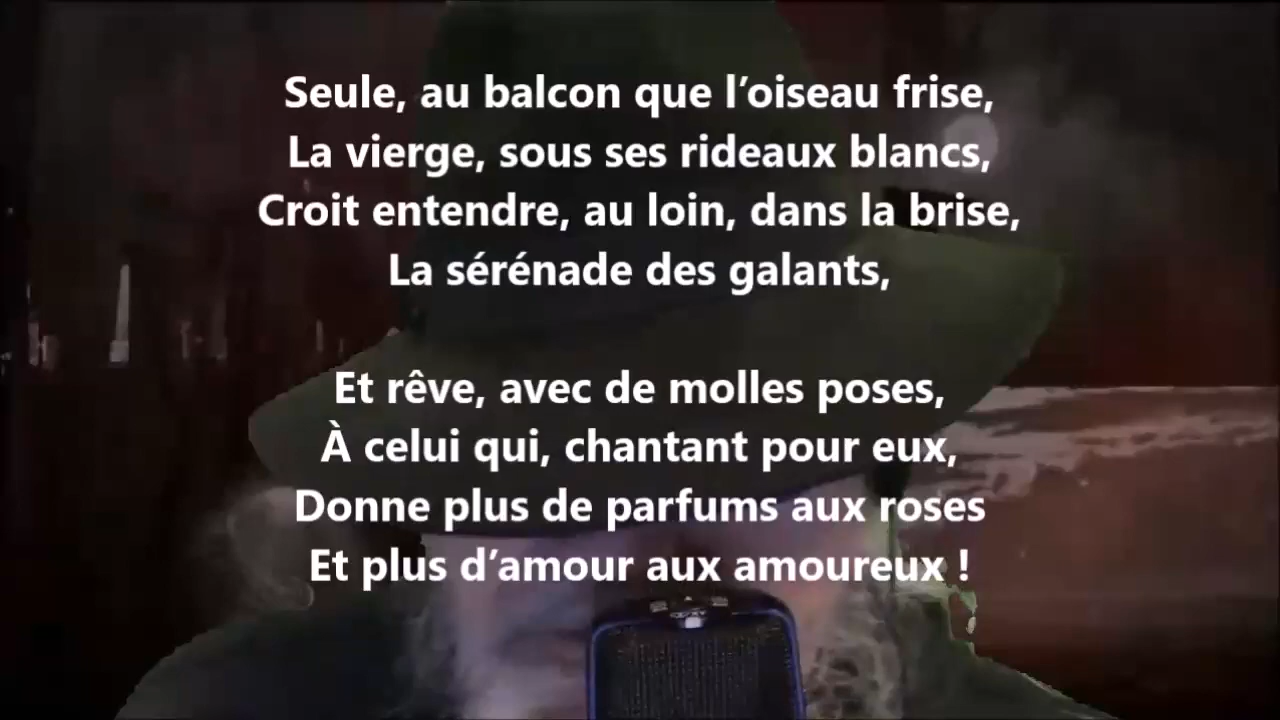 Seule, au balcon que l’oiseau frise,
La vierge, sous ses rideaux blancs,
Croit entendre, au loin, dans la brise,
La sérénade des galants,
Et rêve, avec de molles poses,
À celui qui, chantant pour eux,
Donne plus de parfums aux roses
Et plus d’amour aux amoureux !